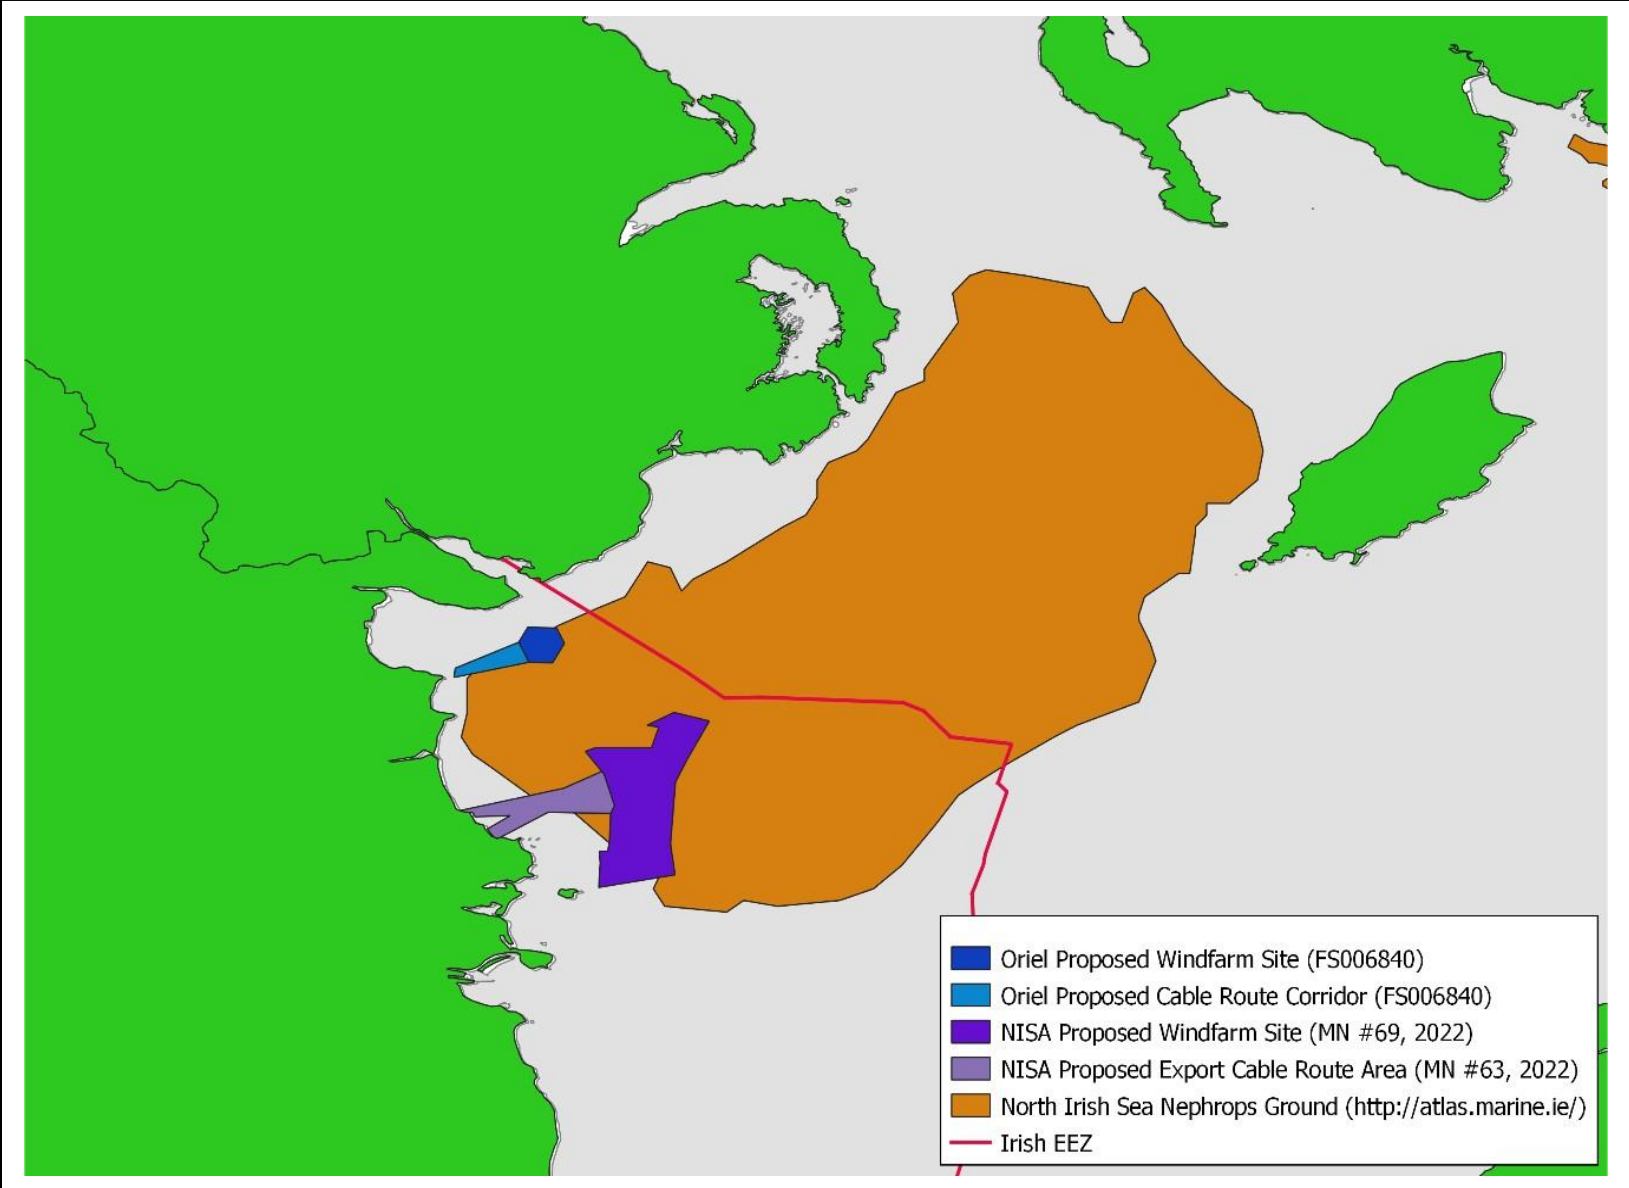 Oriel Proposed Windfarm Site (FS006840)
Oriel Proposed Cable Route Corridor (FS006840)
NISA Proposed Windfarm Site (MN #69, 2022)
NISA Proposed Export Cable Route Area (MN #63, 2022)
North Irish Sea Nephrops Ground (http://atlas.marine.ie/)
Irish EEZ